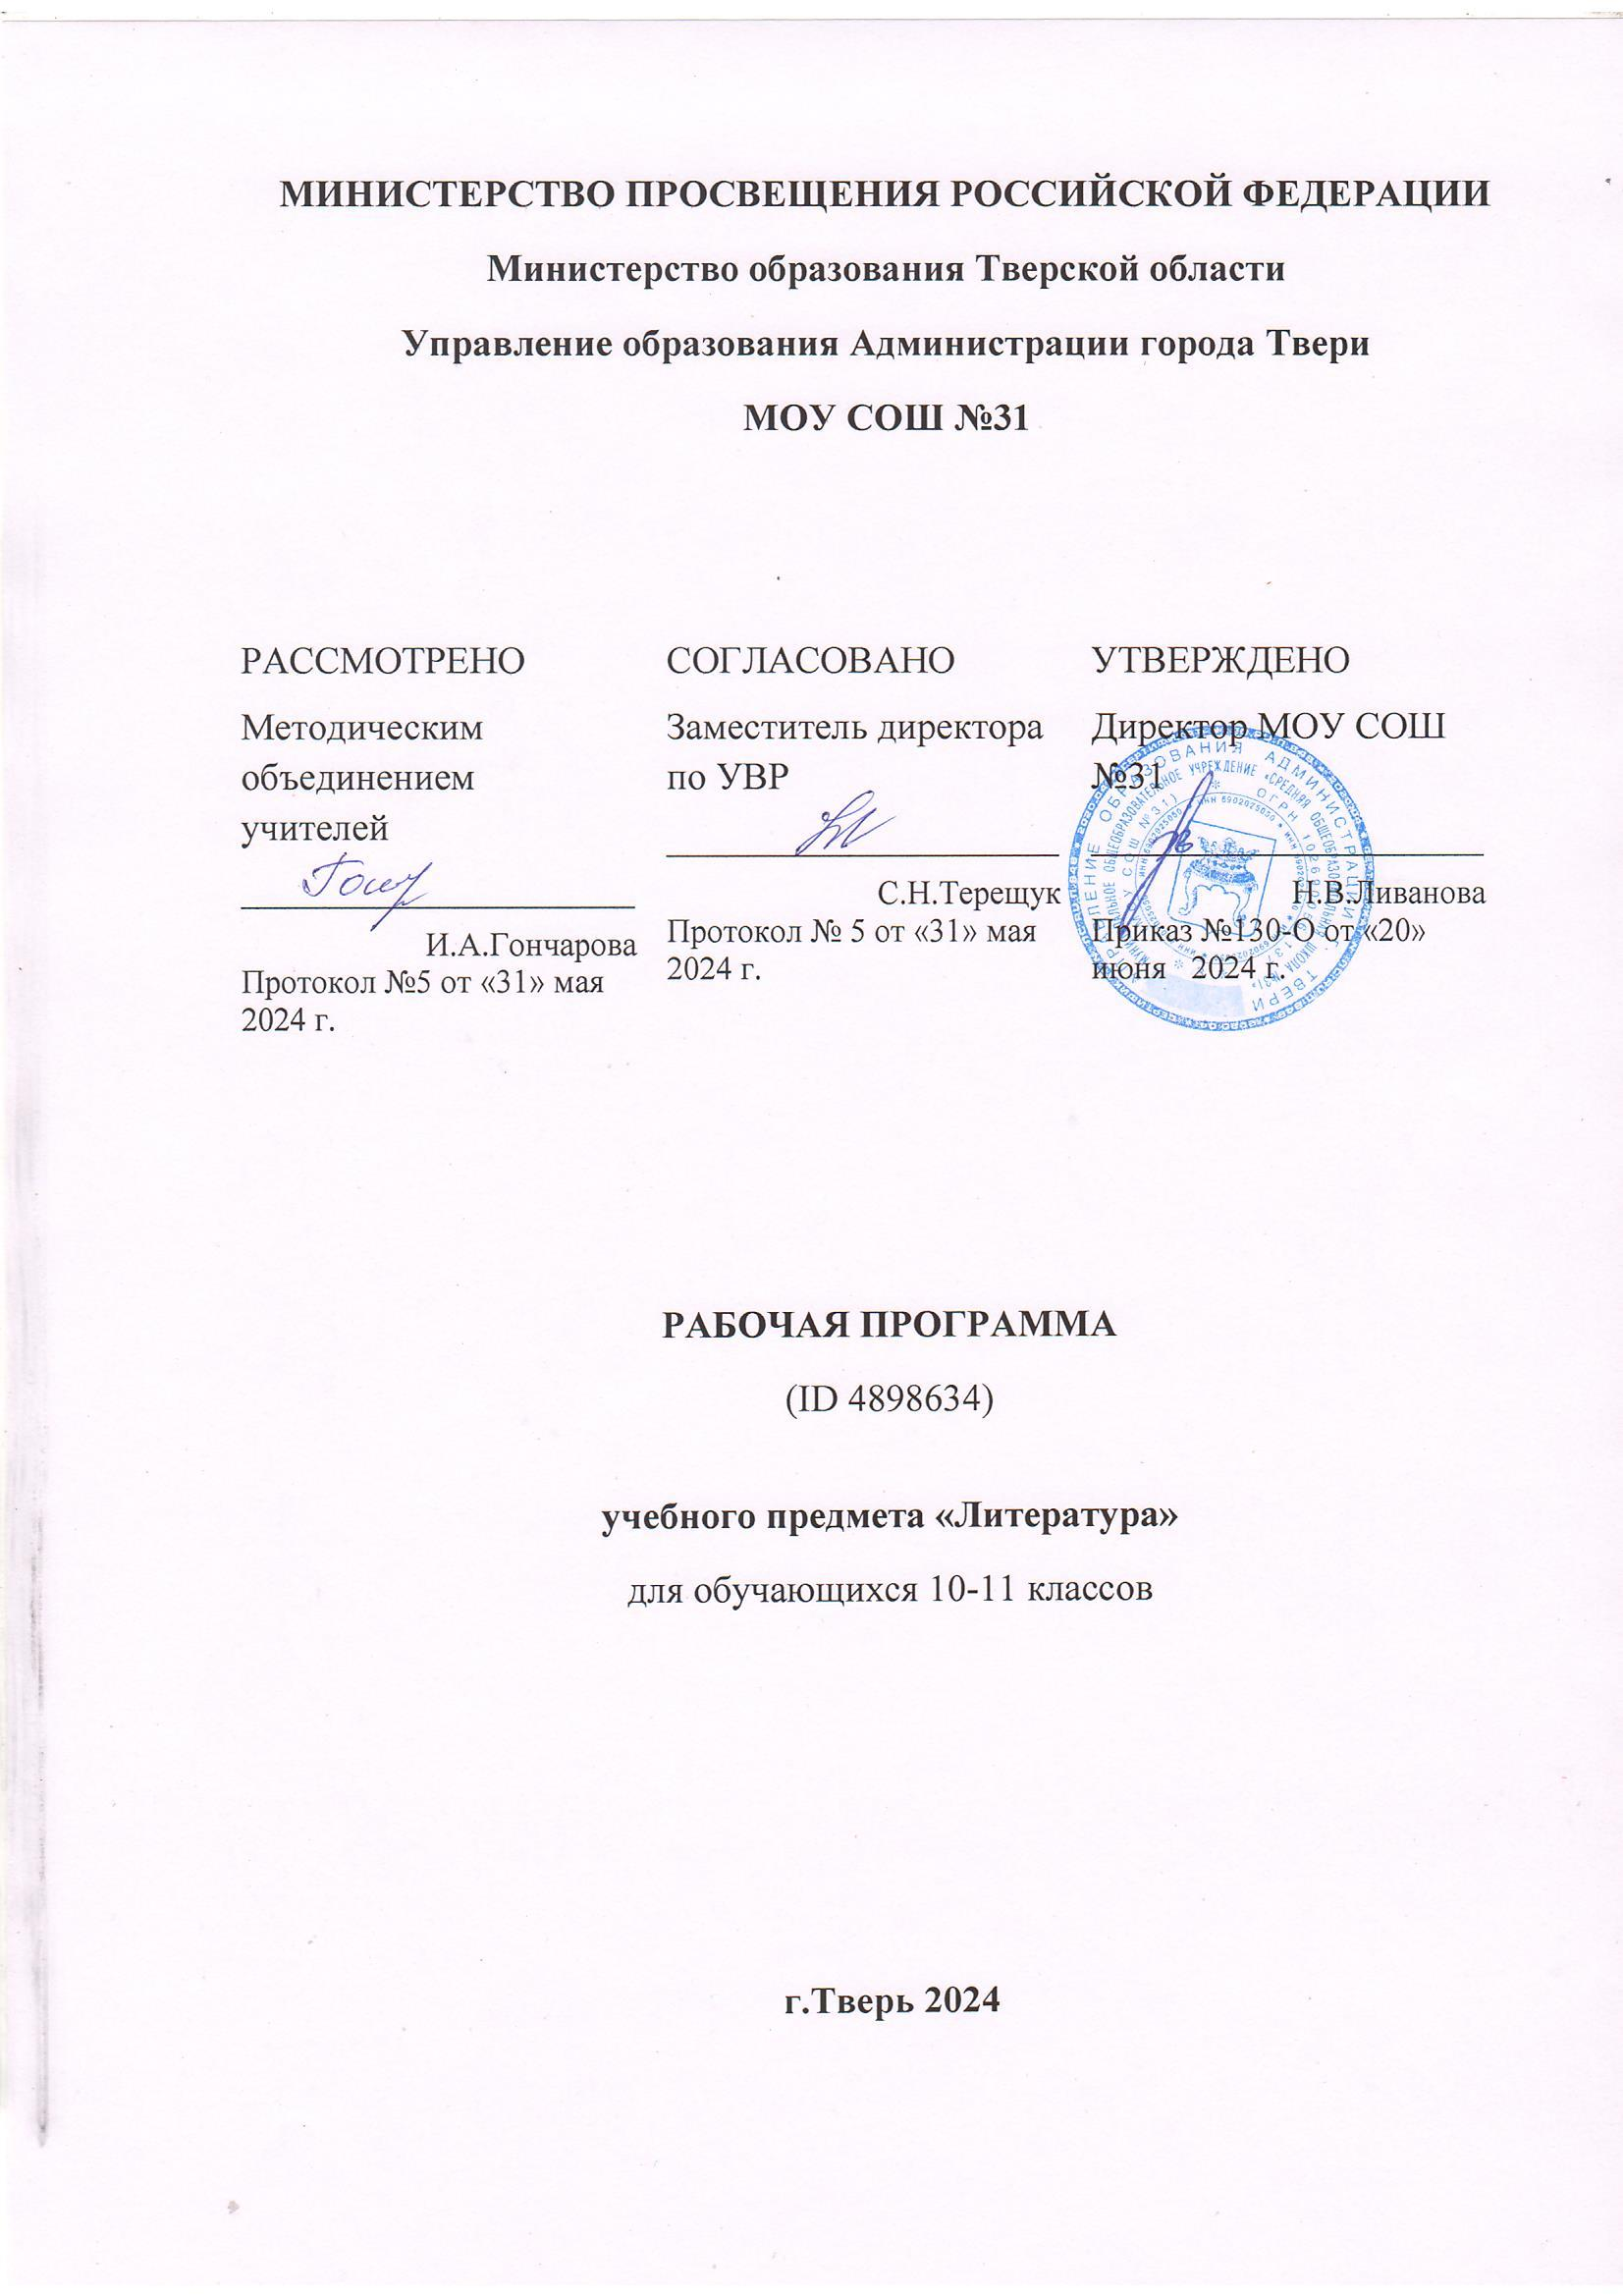 МИНИСТЕРСТВО ПРОСВЕЩЕНИЯ РОССИЙСКОЙ ФЕДЕРАЦИИ
Министерство образования Тверской области
Управление образования Администрации города Твери
МОУ СОШ №31
РАССМОТРЕНО
Методическим
объединением
учителей
И.А.Гончарова
Протокол №5 от «31» мая
2024 г.
СОГЛАСОВАНО
Заместитель директора
по УВР
С.Н.Терещук
Протокол № 5 от «31» мая
2024 г.
УТВЕРЖДЕНО
Директор МОУ СОШ
№31
Н.В.Ливанова
Приказ №130-О от «20»
июня 2024 г.
РАБОЧАЯ ПРОГРАММА
(ID 4898634)
учебного предмета «Литература»
для обучающихся 10-11 классов
г.Тверь 2024